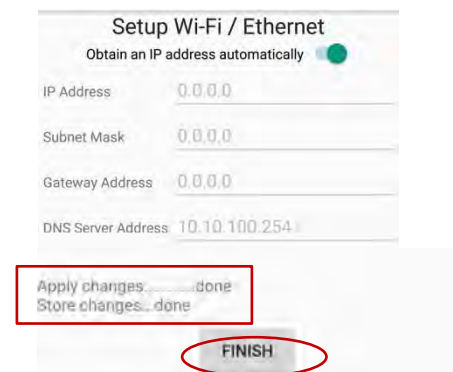 Setup Wi-Fi / Ethernet
Obtain an IP address automatically
IP Address 0.0.0.0
Subnet Mask 0.0.0.0
Gateway Address 0.0.0.0
DNS Server Address 10.10.100.254
Apply changes............done
Store changes...done
FINISH